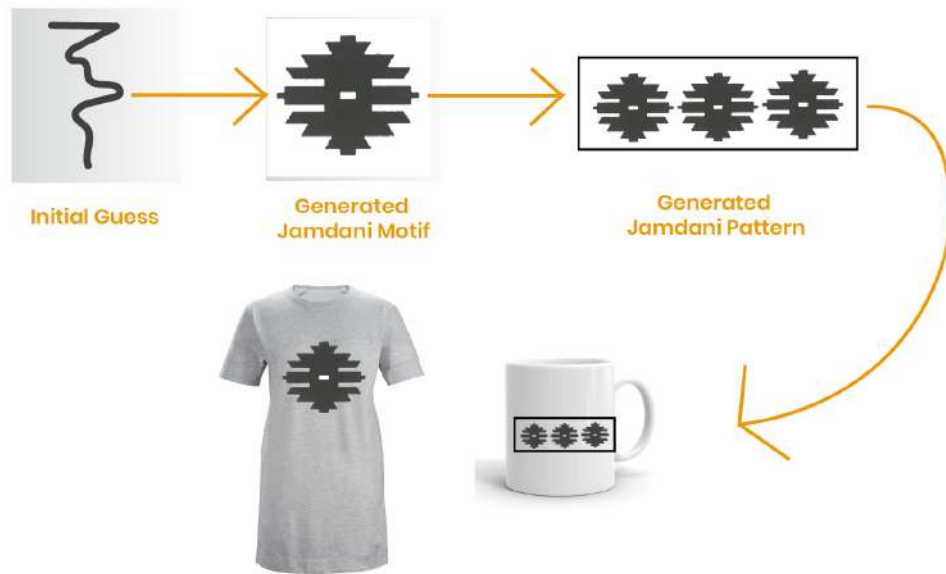 Initial Guess
Generated
Jamdani Motif
Generated
Jamdani Pattern